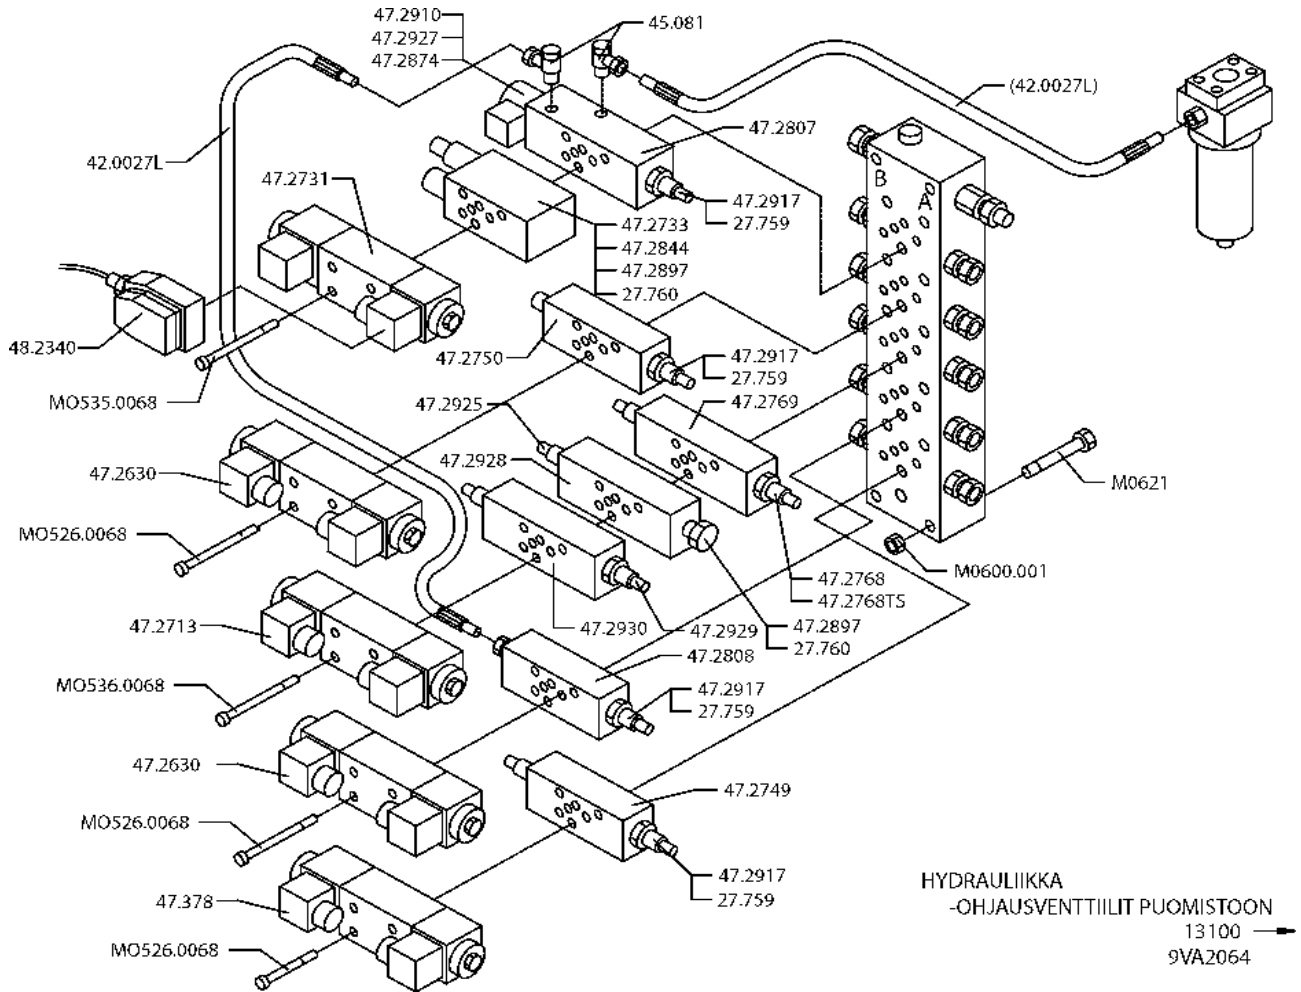 47.2910
47.2927
47.2874
45.081
(42.0027L)
47.2807
42.0027L
47.2731
B
A
47.2917
27.759
47.2733
47.2844
47.2897
27.760
48.2340
47.2750
47.2917
27.759
MO535.0068
47.2925
47.2769
47.2928
47.2630
M0621
MO526.0068
M0600.001
47.2768
47.2768TS
47.2713
47.2930
47.2929
47.2897
27.760
47.2808
MO536.0068
47.2917
27.759
47.2630
47.2749
MO526.0068
47.2917
27.759
47.378
MO526.0068
HYDRAULIIKKA
-OHJAUSVENTTIILIT PUOMISTOON
13100
9VA2064